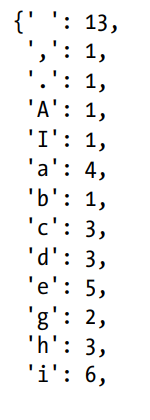 {' ': 13,
',': 1,
'.': 1,
'A': 1,
'I': 1,
'a': 4,
'b': 1,
'c': 3,
'd': 3,
'e': 5,
'g': 2,
'h': 3,
'i': 6,